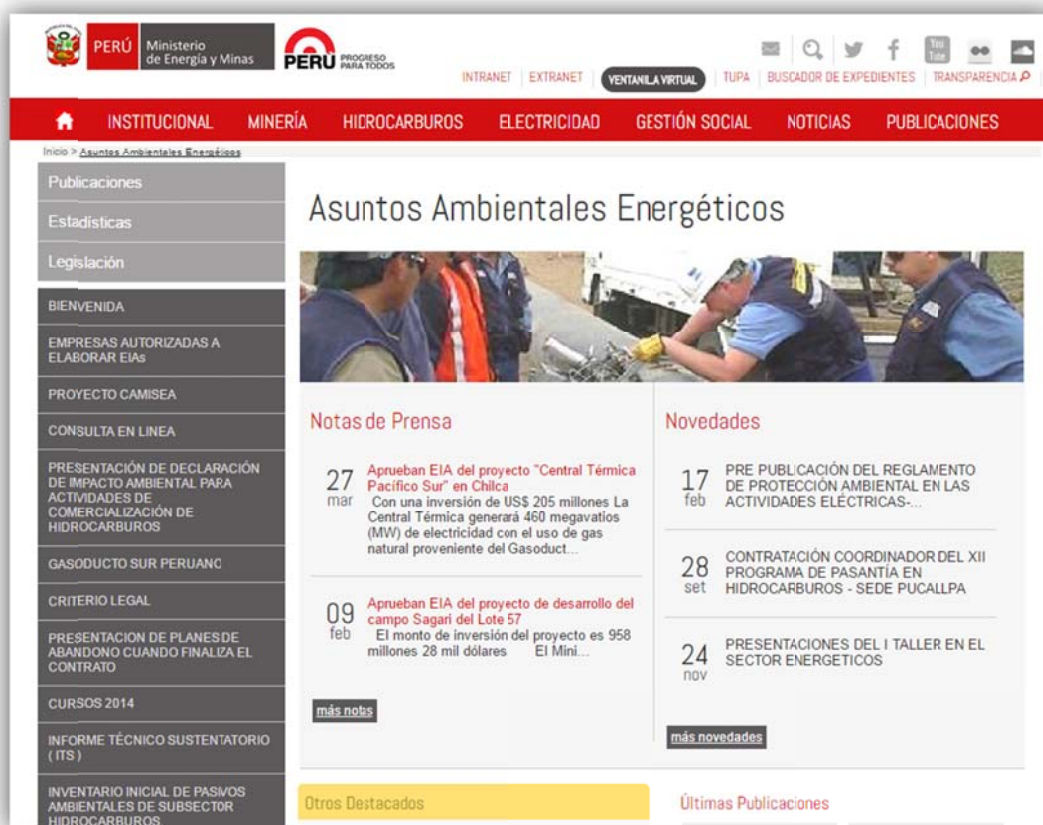 PERÚ
Ministerio
de Energía y Minas
PERÚ
PROGRESO
PARA TODOS
You
Tube
INTRANET
EXTRANET
VENTANILLA VIRTUAL
TUPA
BUSCADOR DE EXPEDIENTES
TRANSPARENCIA
INSTITUCIONAL
MINERÍA
HIDROCARBUROS
ELECTRICIDAD
GESTIÓN SOCIAL
NOTICIAS
PUBLICACIONES
Inicio > Asuntos Ambientales Energéticos
Publicaciones
Estadísticas
Legislación
BIENVENIDA
EMPRESAS AUTORIZADAS A
ELABORAR EIAs
PROYECTO CAMISEA
CONSULTA EN LINEA
PRESENTACIÓN DE DECLARACIÓN
DE IMPACTO AMBIENTAL PARA
ACTIVIDADES DE
COMERCIALIZACIÓN DE
HIDROCARBUROS
GASODUCTO SUR PERUANO
CRITERIO LEGAL
PRESENTACION DE PLANES DE
ABANDONO CUANDO FINALIZA EL
CONTRATO
CURSOS 2014
INFORME TÉCNICO SUSTENTATORIO
( ITS )
INVENTARIO INICIAL DE PASIVOS
AMBIENTALES DE SUBSECTOR
HIDROCARBUROS
Asuntos Ambientales Energéticos
Notas de Prensa
27
mar
Aprueban EIA del proyecto "Central Térmica
Pacífico Sur" en Chilca
Con una inversión de US$ 205 millones La
Central Térmica generará 460 megavatios
(MW) de electricidad con el uso de gas
natural proveniente del Gasoduct...
09
feb
Aprueban EIA del proyecto de desarrollo del
campo Sagari del Lote 57
El monto de inversión del proyecto es 958
millones 28 mil dólares El Mini...
más notas
Novedades
17
feb
PRE PUBLICACIÓN DEL REGLAMENTO
DE PROTECCIÓN AMBIENTAL EN LAS
ACTIVIDADES ELÉCTRICAS-...
28
set
CONTRATACIÓN COORDINADOR DEL XII
PROGRAMA DE PASANTÍA EN
HIDROCARBUROS - SEDE PUCALLPA
24
nov
PRESENTACIONES DEL I TALLER EN EL
SECTOR ENERGETICOS
más novedades
Otros Destacados
Últimas Publicaciones